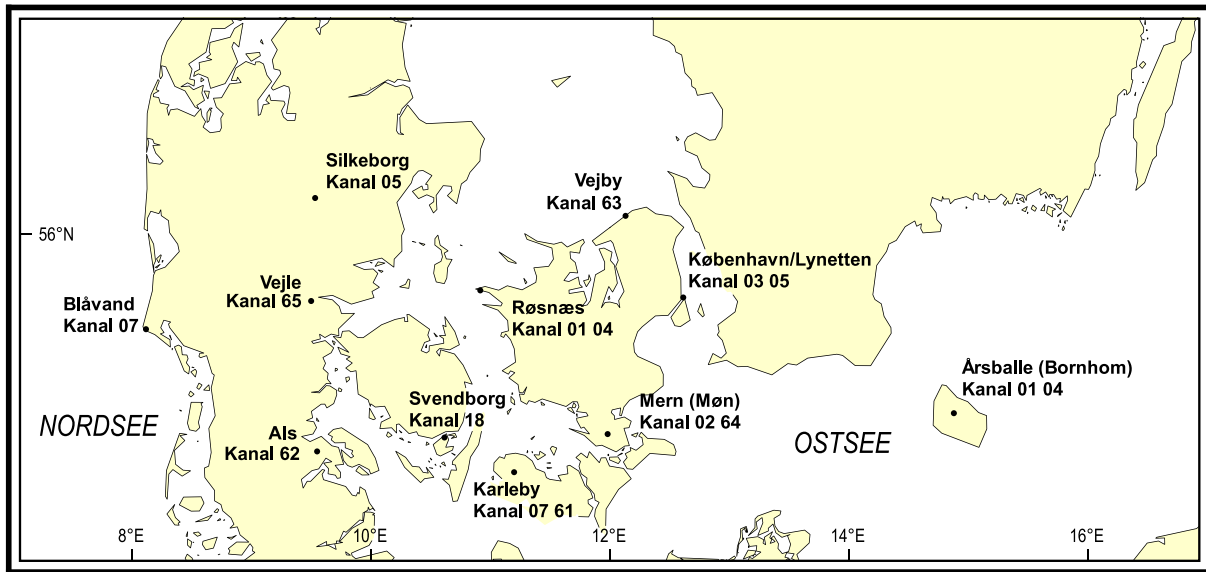 Silkeborg
Kanal 05
Vejby
Kanal 63
56°N
København/Lynetten
Kanal 03 05
Vejle
Kanal 65
Blåvand
Kanal 07
Røsnæs
Kanal 01 04
Årsballe (Bornhom)
Kanal 01 04
Svendborg
Kanal 18
Mern (Møn)
Kanal 02 64
NORDSEE
OSTSEE
Als
Kanal 62
Karleby
Kanal 07 61
8°E
10°E
12°E
14°E
16°E